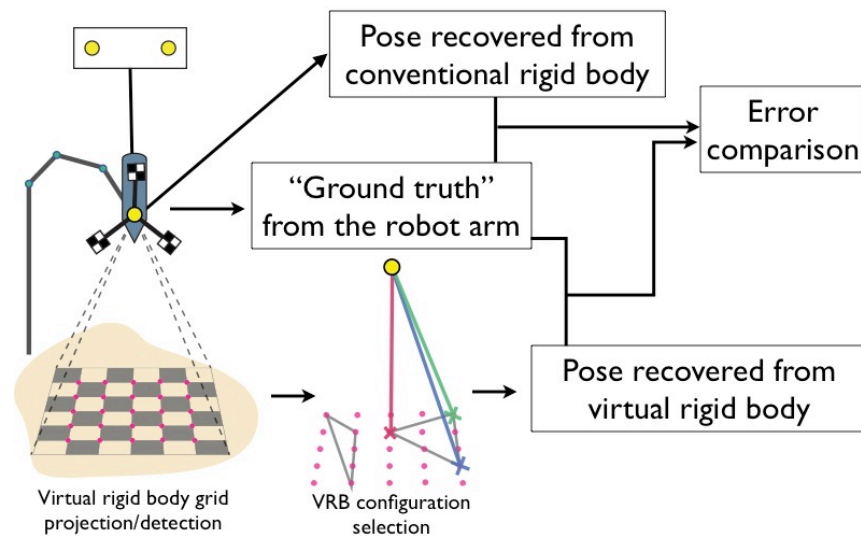 Pose recovered from
conventional rigid body
Error
comparison
“Ground truth”
from the robot arm
Pose recovered from
virtual rigid body
Virtual rigid body grid
projection/detection
VRB configuration
selection